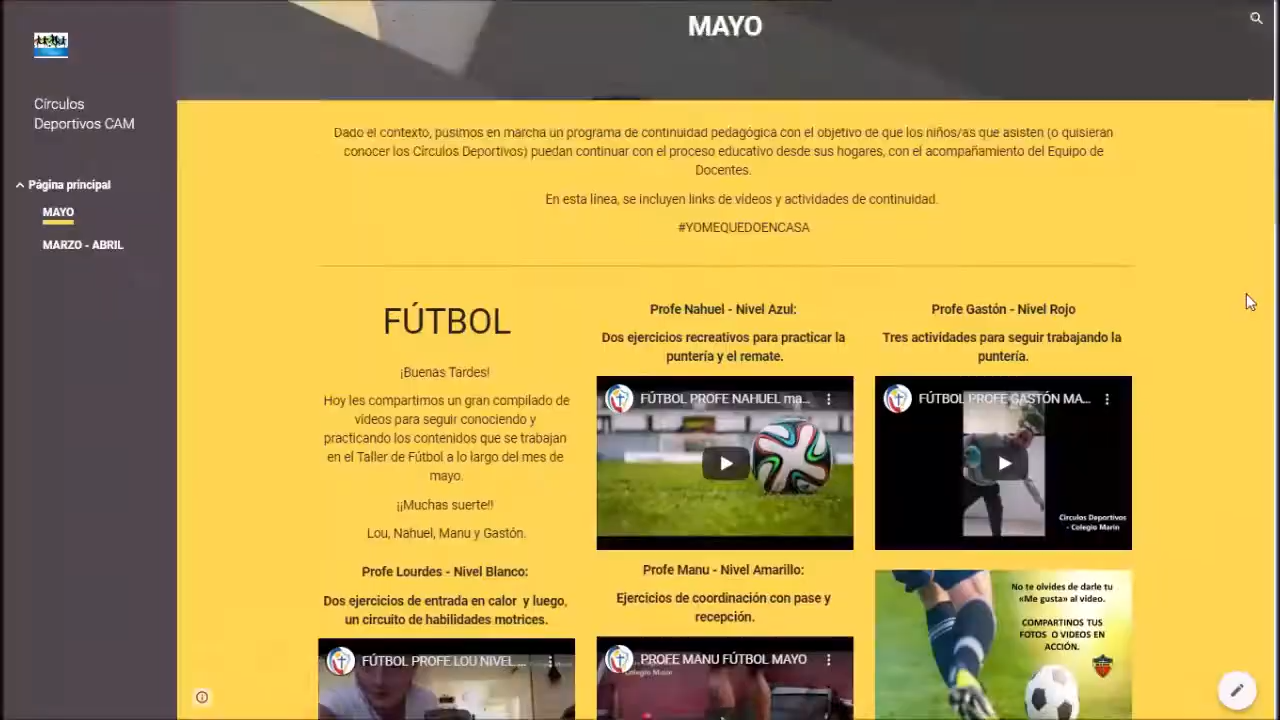 MAYO
Círculos
Deportivos CAM
Página principal
MAYO
MARZO - ABRIL
Dado el contexto, pusimos en marcha un programa de continuidad pedagógica con el objetivo de que los niños/as que asisten (o quisieran
conocer los Círculos Deportivos) puedan continuar con el proceso educativo desde sus hogares, con el acompañamiento del Equipo de
Docentes.
En esta línea, se incluyen links de vídeos y actividades de continuidad.
#YOMEQUEDOENCASA
FÚTBOL
¡Buenas Tardes!
Hoy les compartimos un gran compilado de
vídeos para seguir conociendo y
practicando los contenidos que se trabajan
en el Taller de Fútbol a lo largo del mes de
mayo.
¡¡Muchas suerte!!
Lou, Nahuel, Manu y Gastón.
Profe Lourdes - Nivel Blanco:
Dos ejercicios de entrada en calor y luego,
un circuito de habilidades motrices.
FÚTBOL PROFE LOU NIVEL ...
Profe Nahuel - Nivel Azul:
Dos ejercicios recreativos para practicar la
puntería y el remate.
FÚTBOL PROFE NAHUEL ma...
Profe Manu - Nivel Amarillo:
Ejercicios de coordinación con pase y
recepción.
PROFE MANU FÚTBOL MAYO
Colegio Marín
Profe Gastón - Nivel Rojo
Tres actividades para seguir trabajando la
puntería.
FÚTBOL PROFE GASTÓN MA...
Círculos Deportivos
- Colegio Marín
No te olvides de darle tu
«Me gusta» al video.
COMPARTINOS TUS
FOTOS O VIDEOS EN
ACCIÓN.